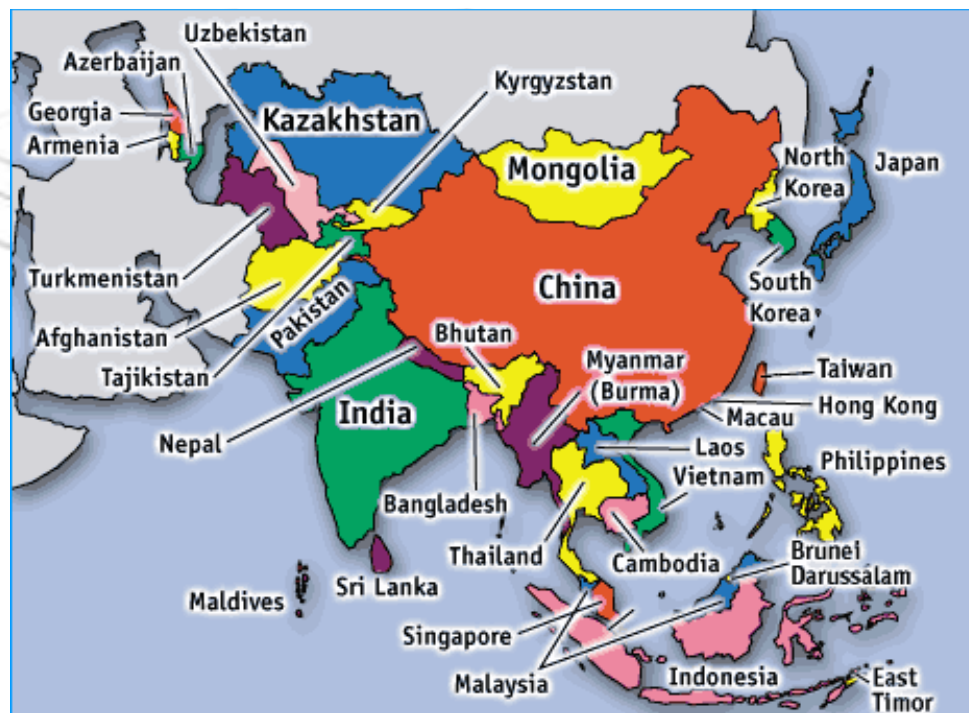 Uzbekistan
Azerbaijan
Georgia
Armenia
Kazakhstan
Kyrgyzstan
Mongolia
North
Korea
Japan
Turkmenistan
Afghanistan
Tajikistan
Pakistan
China
South
Korea
Bhutan
Myanmar
(Burma)
Taiwan
Hong Kong
Macau
Nepal
India
Laos
Vietnam
Philippines
Bangladesh
Thailand
Cambodia
Brunei
Darussalam
Maldives
Sri Lanka
Singapore
Malaysia
Indonesia
East
Timor